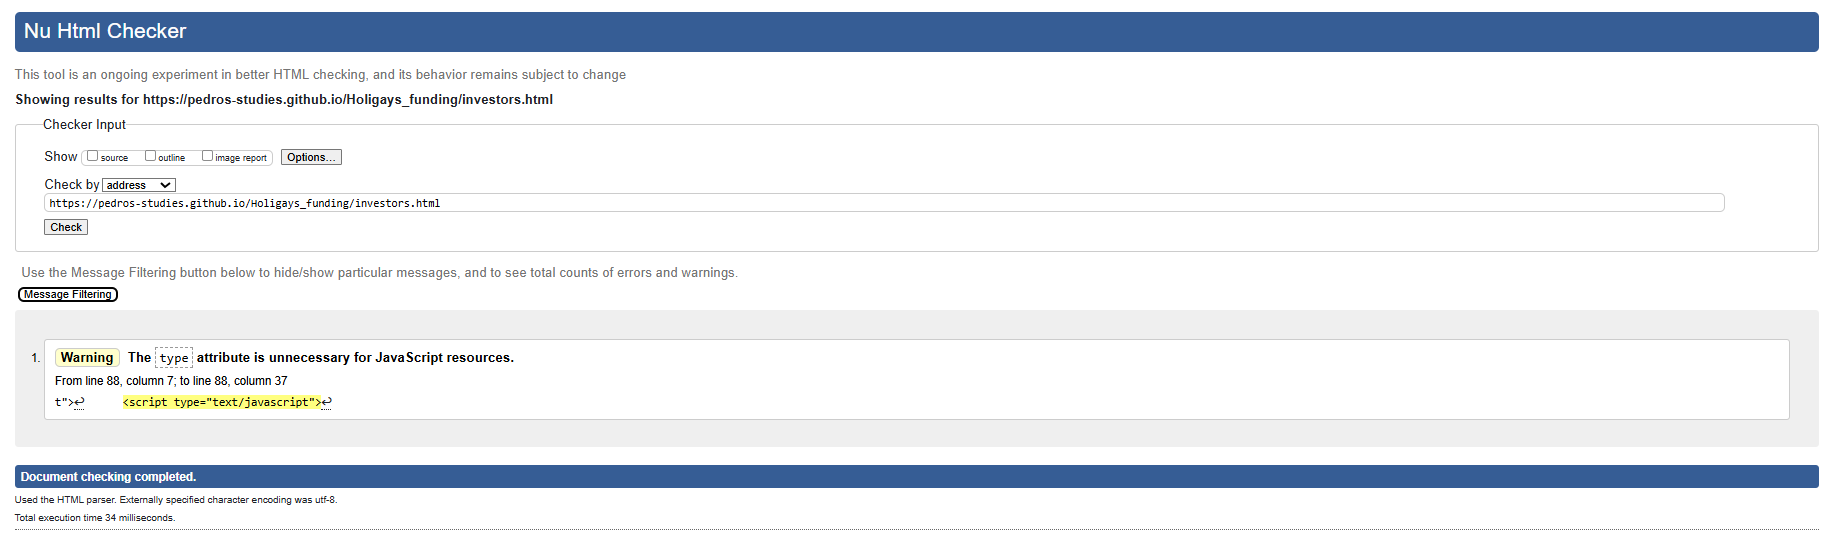 Nu Html Checker
This tool is an ongoing experiment in better HTML checking, and its behavior remains subject to change
Showing results for https://pedros-studies.github.io/Holigays_funding/investors.html
Checker Input
Show source outline image report Options...
Check by address
https://pedros-studies.github.io/Holigays_funding/investors.html
Check
Use the Message Filtering button below to hide/show particular messages, and to see total counts of errors and warnings.
Message Filtering
1. Warning The type attribute is unnecessary for JavaScript resources.
From line 88, column 7; to line 88, column 37
t">↩ <script type="text/javascript">↩
Document checking completed.
Used the HTML parser. Externally specified character encoding was utf-8.
Total execution time 34 milliseconds.